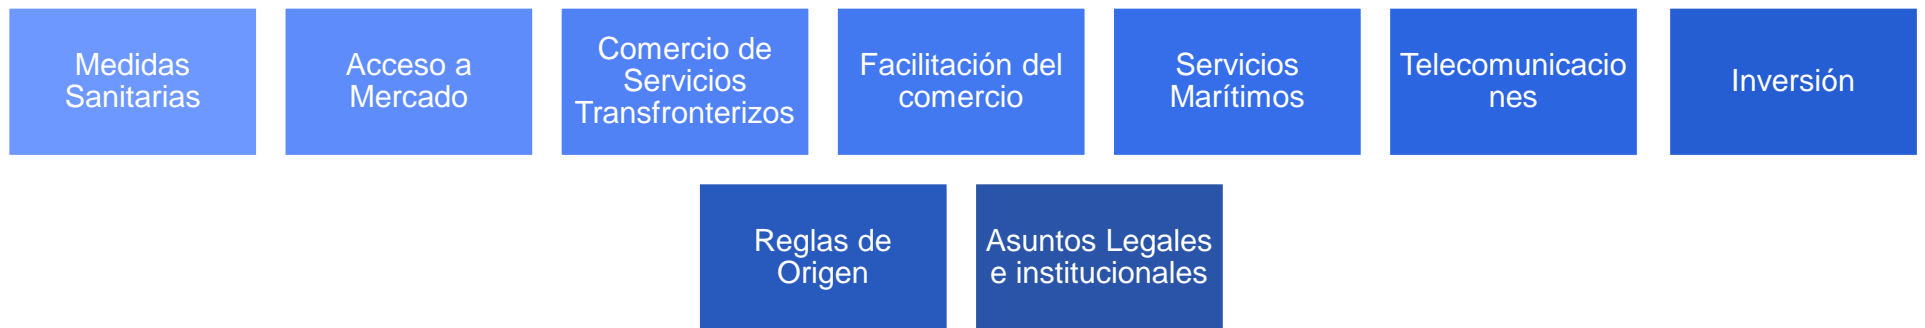 Medidas
Sanitarias
Acceso a
Mercado
Comercio de
Servicios
Transfronterizos
Facilitación del
comercio
Servicios
Marítimos
Telecomunicacio
nes
Inversión
Reglas de
Origen
Asuntos Legales
e institucionales